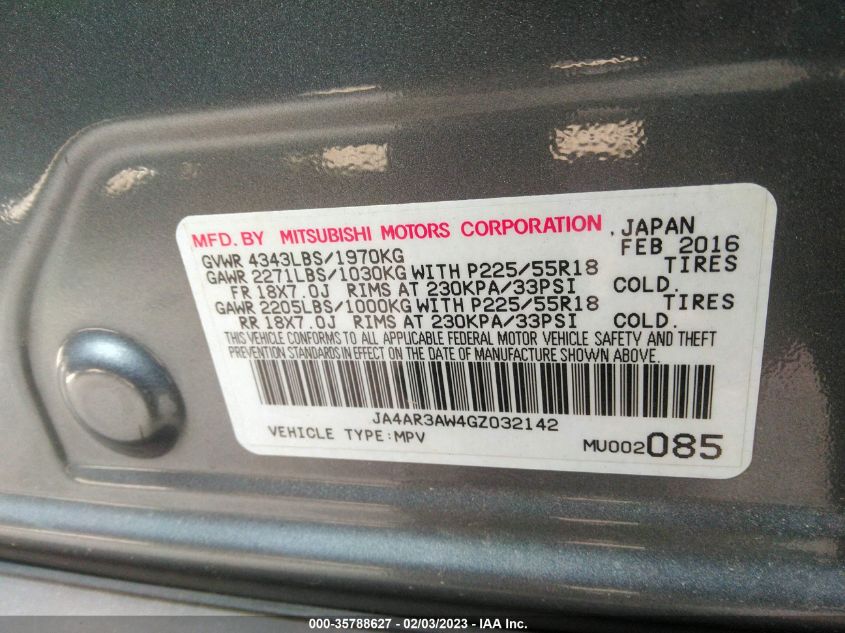 MFD. BY MITSUBISHI MOTORS CORPORATION, JAPAN
GVWR 4343LBS/1970KG FEB 2016
GAWR 2271LBS/1030KG WITH P225/55R18 TIRES
FR 18X7.0J RIMS AT 230KPA/33PSI COLD.
GAWR 2205LBS/1000KG WITH P225/55R18 TIRES
RR 18X7.0J RIMS AT 230KPA/33PSI COLD.
THIS VEHICLE CONFORMS TO ALL APPLICABLE FEDERAL MOTOR VEHICLE SAFETY AND THEFT
PREVENTION STANDARDS IN EFFECT ON THE DATE OF MANUFACTURE SHOWN ABOVE.
JA4AR3AW4GZ032142
VEHICLE TYPE:MPV MU002085
000-35788627 - 02/03/2023 - IAA Inc.